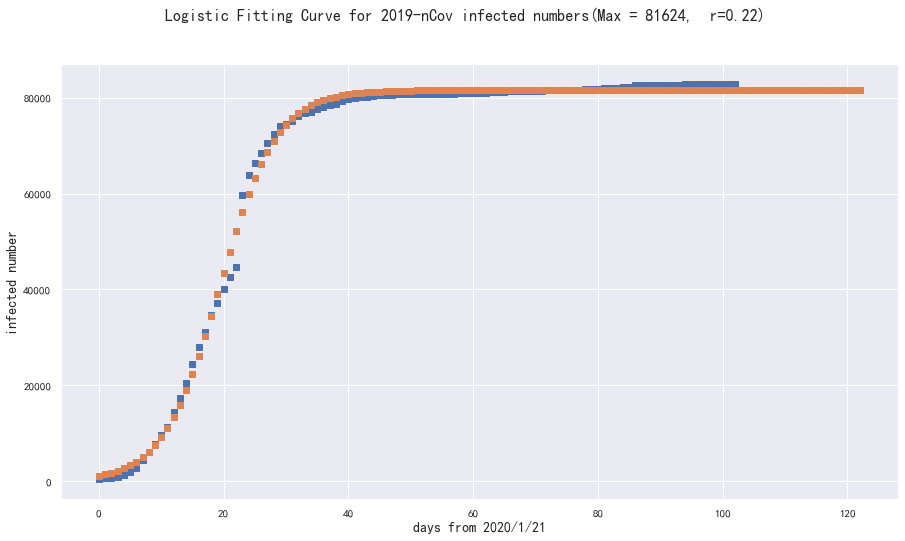 Logistic Fitting Curve for 2019-nCov infected numbers(Max = 81624,  r=0.22)
80000
60000
40000
20000
0
infected number
0 20 40 60 80 100 120
days from 2020/1/21